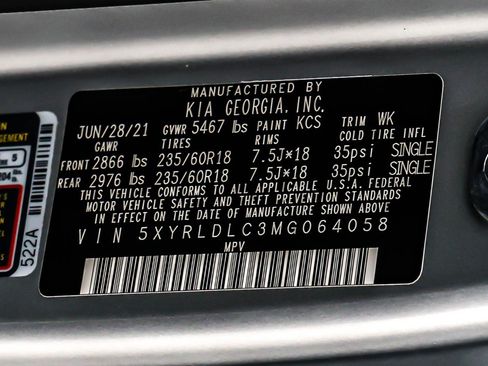 MANUFACTURED BY
KIA GEORGIA, INC.
JUN/28/21 GVWR 5467 lbs PAINT KCS TRIM WK
GAWR TIRES RIMS COLD TIRE INFL
FRONT 2866 lbs 235/60R18 7.5J×18 35psi SINGLE
REAR 2976 lbs 235/60R18 7.5J×18 35psi SINGLE
THIS VEHICLE CONFORMS TO ALL APPLICABLE U.S.A. FEDERAL
MOTOR VEHICLE SAFETY AND THEFT PREVENTION STANDARDS
IN EFFECT ON THE DATE OF MANUFACTURE SHOWN ABOVE
VIN 5XYRLDLC3MG064058
MPV
522A